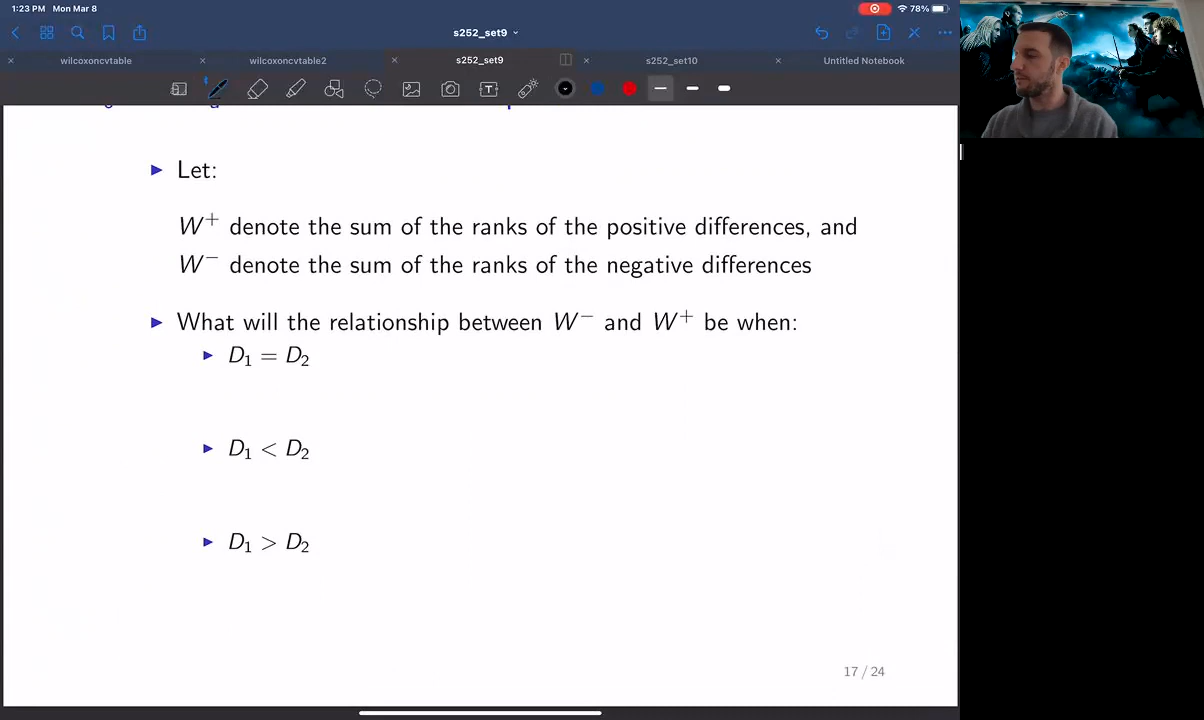 1:23 PM Mon Mar 8
78%
s252_set9
wilcoxoncvtable
wilcoxoncvtable2
s252_set9
s252_set10
Untitled Notebook
T
Let:
W⁺ denote the sum of the ranks of the positive differences, and
W⁻ denote the sum of the ranks of the negative differences
What will the relationship between W⁻ and W⁺ be when:
D₁ = D₂
D₁ < D₂
D₁ > D₂
17 / 24